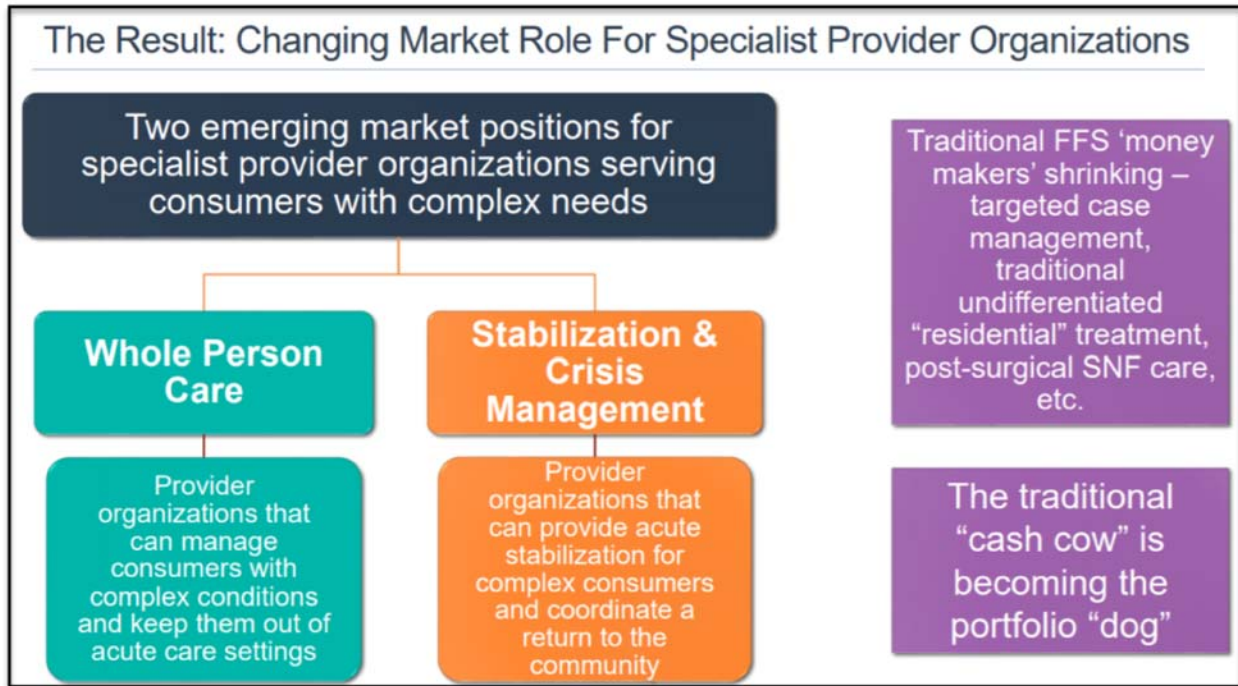 The Result: Changing Market Role For Specialist Provider Organizations
Two emerging market positions for
specialist provider organizations serving
consumers with complex needs
Whole Person
Care
Provider
organizations that
can manage
consumers with
complex conditions
and keep them out of
acute care settings
Stabilization &
Crisis
Management
Provider
organizations that
can provide acute
stabilization for
complex consumers
and coordinate a
return to the
community
Traditional FFS ‘money
makers’ shrinking –
targeted case
management,
traditional
undifferentiated
“residential” treatment,
post-surgical SNF care,
etc.
The traditional
“cash cow” is
becoming the
portfolio “dog”